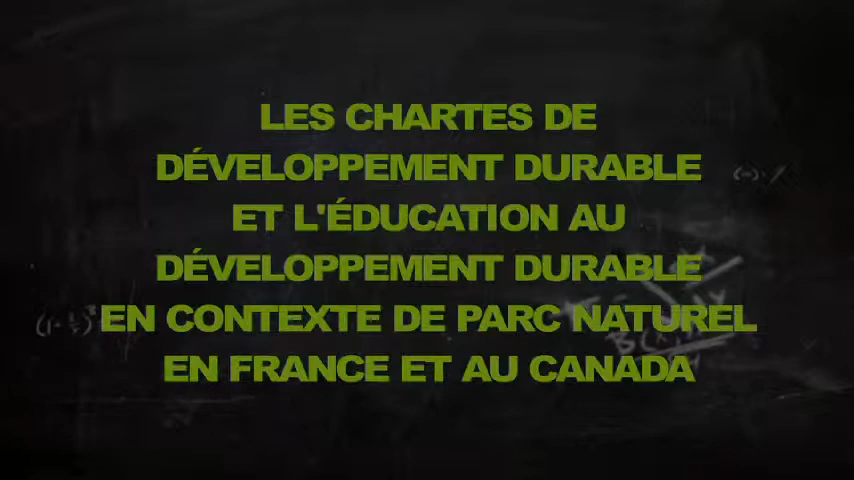 LES CHARTES DE
DÉVELOPPEMENT DURABLE
ET L'ÉDUCATION AU
DÉVELOPPEMENT DURABLE
EN CONTEXTE DE PARC NATUREL
EN FRANCE ET AU CANADA